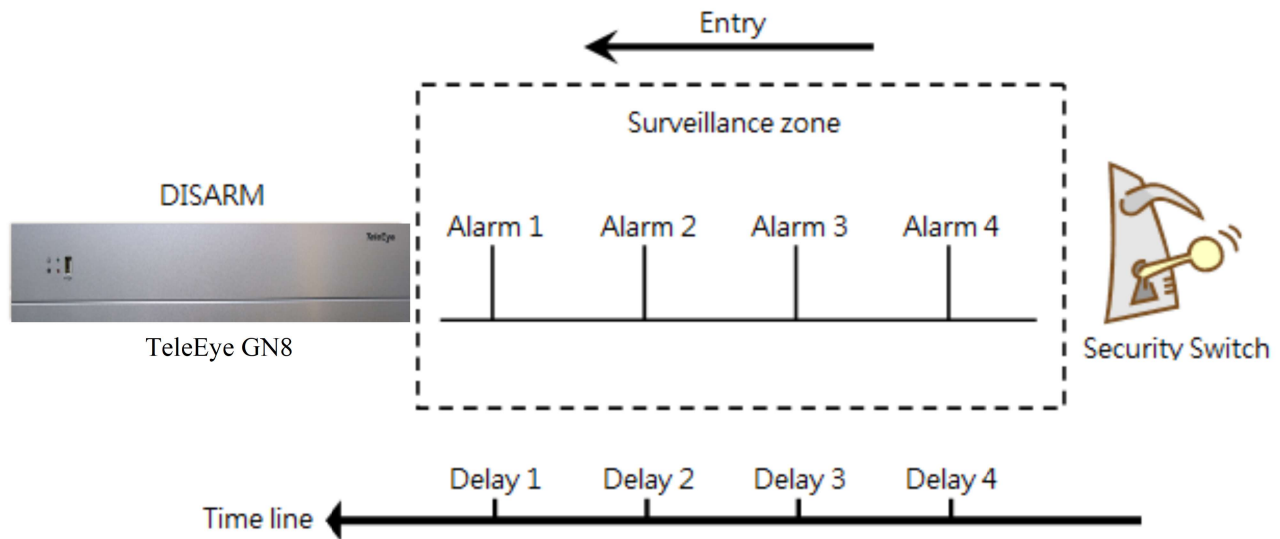 Entry
Surveillance zone
DISARM
TeleEye
Alarm 1 Alarm 2 Alarm 3 Alarm 4
TeleEye GN8
Security Switch
Delay 1 Delay 2 Delay 3 Delay 4
Time line